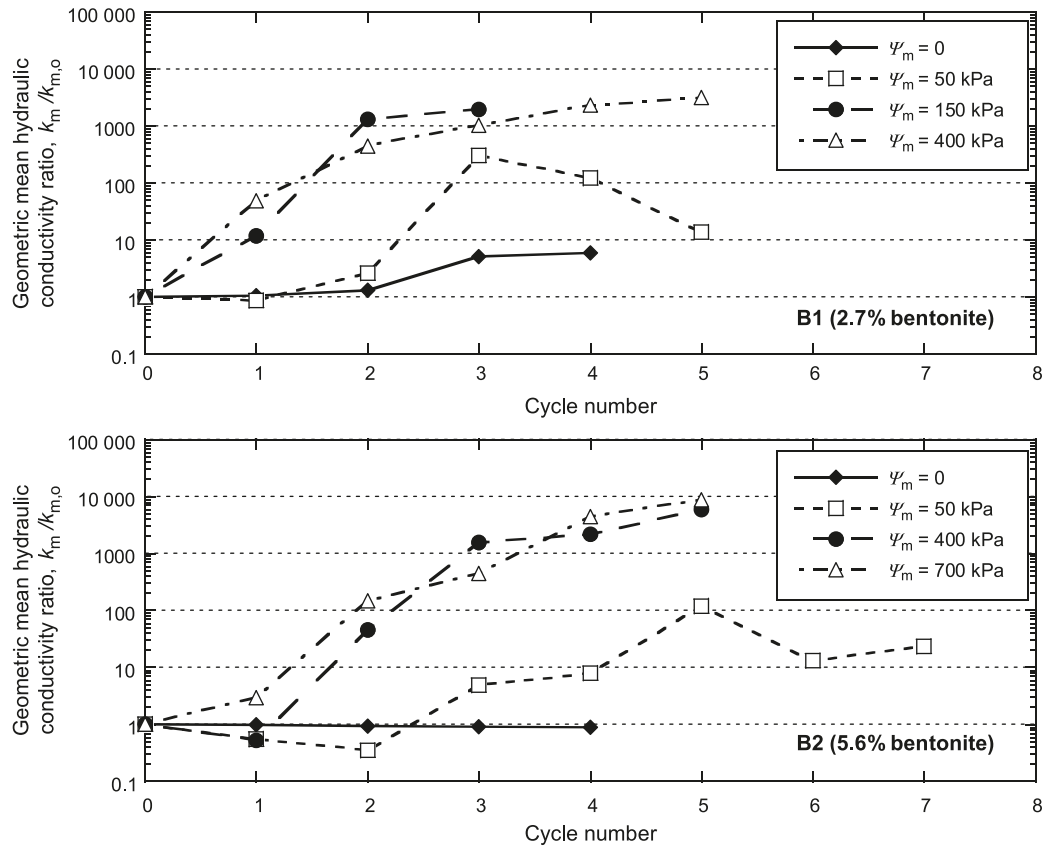 Geometric mean hydraulic
conductivity ratio, kₘ/kₘ,ₒ
100 000
10 000
1000
100
10
1
0.1
Ψₘ = 0
Ψₘ = 50 kPa
Ψₘ = 150 kPa
Ψₘ = 400 kPa
B1 (2.7% bentonite)
0 1 2 3 4 5 6 7 8
Cycle number
Geometric mean hydraulic
conductivity ratio, kₘ/kₘ,ₒ
100 000
10 000
1000
100
10
1
0.1
Ψₘ = 0
Ψₘ = 50 kPa
Ψₘ = 400 kPa
Ψₘ = 700 kPa
B2 (5.6% bentonite)
0 1 2 3 4 5 6 7 8
Cycle number